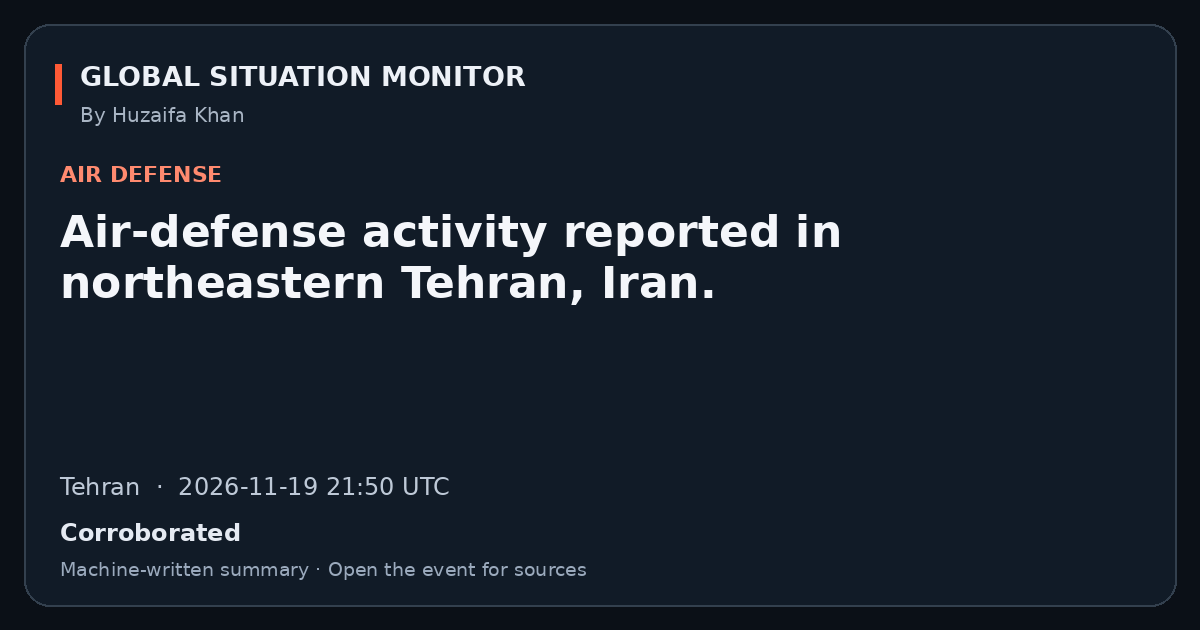 GLOBAL SITUATION MONITOR
By Huzaifa Khan
AIR DEFENSE
Air-defense activity reported in
northeastern Tehran, Iran.
Tehran · 2026-11-19 21:50 UTC
Corroborated
Machine-written summary · Open the event for sources